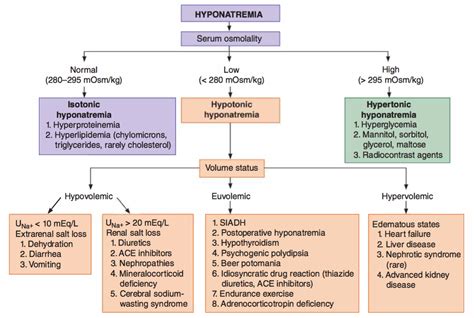 HYPONATREMIA
Serum osmolality
Normal
(280–295 mOsm/kg)
Low
(< 280 mOsm/kg)
High
(> 295 mOsm/kg)
Isotonic
hyponatremia
1. Hyperproteinemia
2. Hyperlipidemia (chylomicrons,
triglycerides, rarely cholesterol)
Hypotonic
hyponatremia
Hypertonic
hyponatremia
1. Hyperglycemia
2. Mannitol, sorbitol,
glycerol, maltose
3. Radiocontrast agents
Volume status
Hypovolemic
Euvolemic
Hypervolemic
UNa+ < 10 mEq/L
Extrarenal salt loss
1. Dehydration
2. Diarrhea
3. Vomiting
UNa+ > 20 mEq/L
Renal salt loss
1. Diuretics
2. ACE inhibitors
3. Nephropathies
4. Mineralocorticoid
deficiency
5. Cerebral sodium-
wasting syndrome
1. SIADH
2. Postoperative hyponatremia
3. Hypothyroidism
4. Psychogenic polydipsia
5. Beer potomania
6. Idiosyncratic drug reaction (thiazide
diuretics, ACE inhibitors)
7. Endurance exercise
8. Adrenocorticotropin deficiency
Edematous states
1. Heart failure
2. Liver disease
3. Nephrotic syndrome
(rare)
4. Advanced kidney
disease